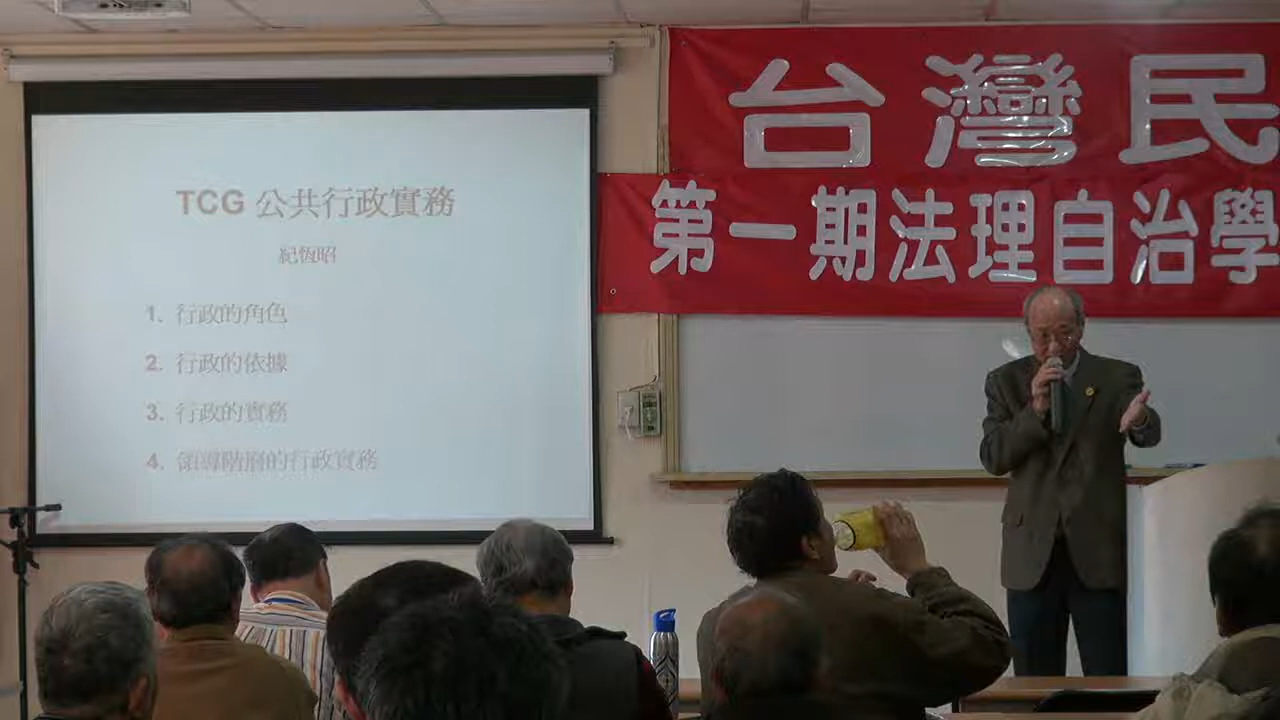 TCG 公共行政實務
紀恆昭
1. 行政的角色
2. 行政的依據
3. 行政的實務
4. 領導階層的行政實務
台灣民
第一期法理自治學